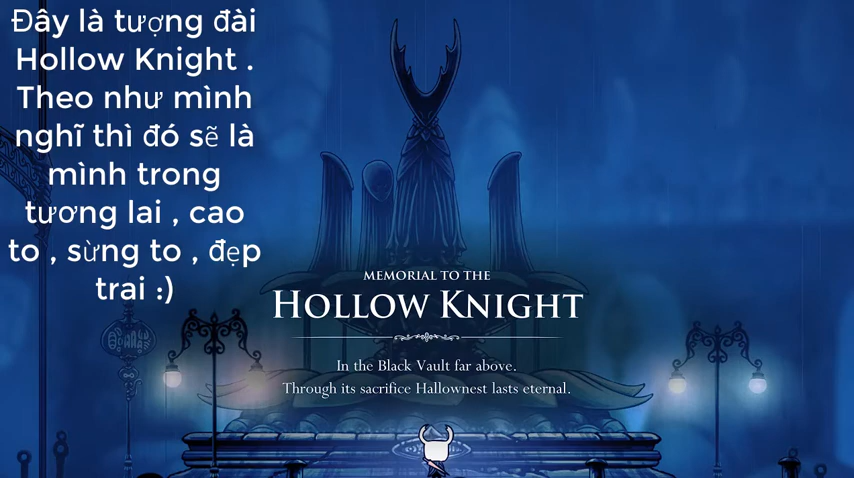 Đây là tượng đài
Hollow Knight .
Theo như mình
nghĩ thì đó sẽ là
mình trong
tương lai , cao
to , sừng to , đẹp
trai :)
MEMORIAL TO THE
HOLLOW KNIGHT
In the Black Vault far above.
Through its sacrifice Hallownest lasts eternal.